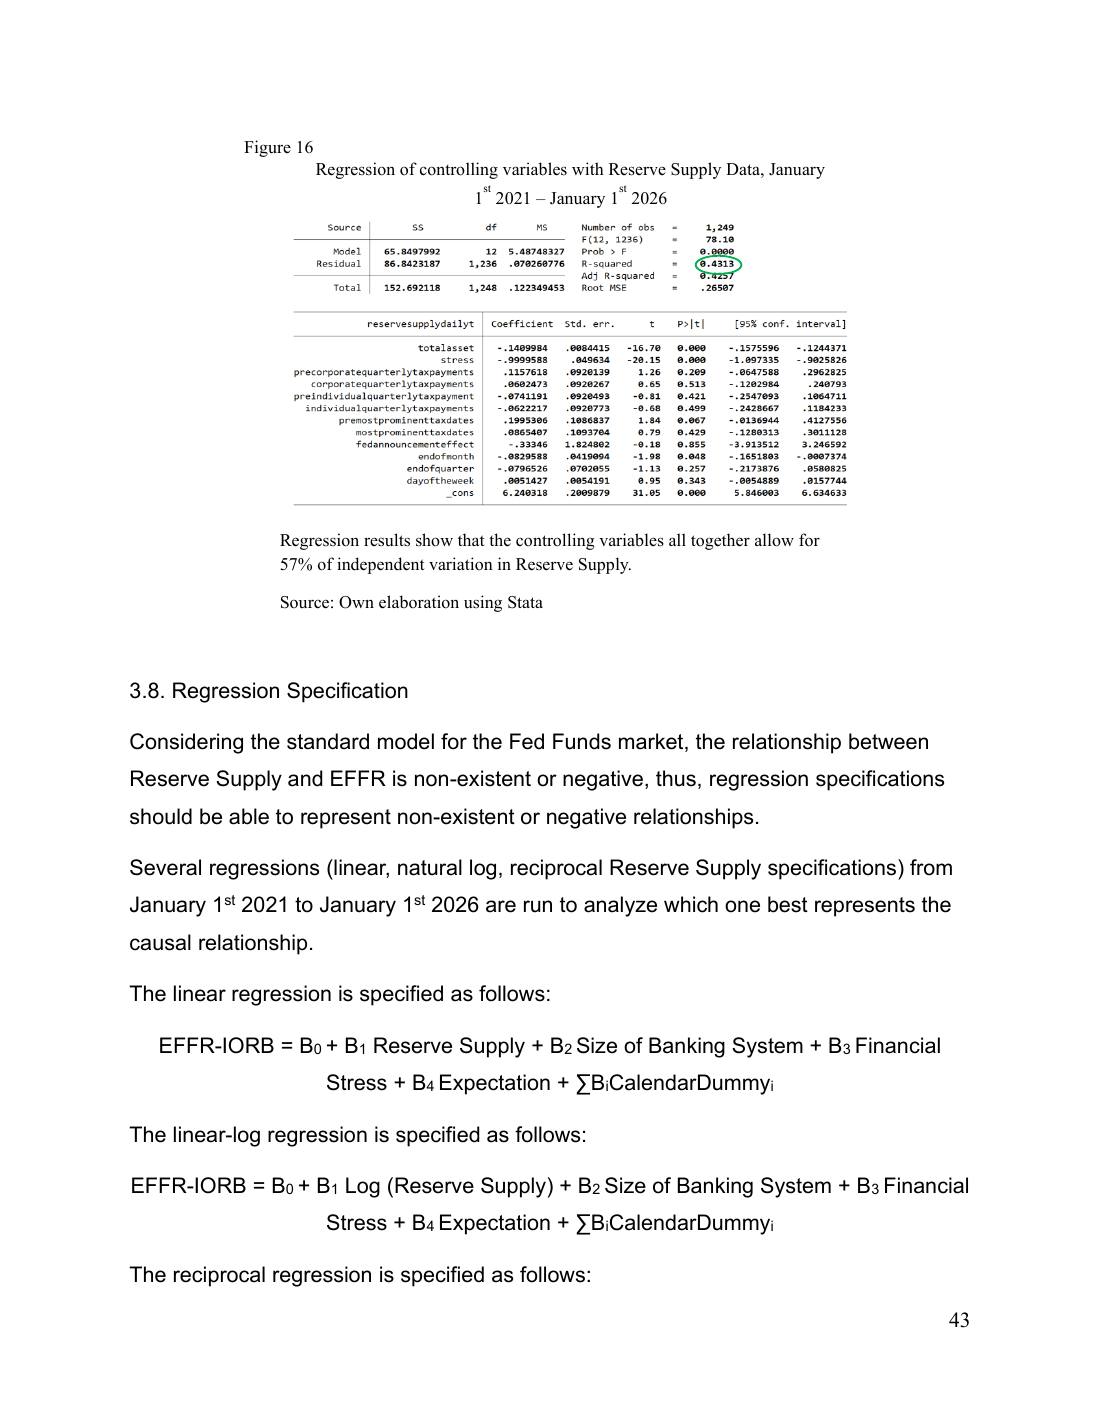 Figure 16
Regression of controlling variables with Reserve Supply Data, January
1st 2021 – January 1st 2026
Source SS df MS Number of obs = 1,249
F(12, 1236) = 78.10
Model 65.8497992 12 5.48748327 Prob > F = 0.0000
Residual 86.8423187 1,236 .070260776 R-squared = 0.4313
Adj R-squared = 0.4257
Total 152.692118 1,248 .122349453 Root MSE = .26507
reservesupplydailyt Coefficient Std. err. t P>|t| [95% conf. interval]
totalasset -.1409984 .0084415 -16.70 0.000 -.1575596 -.1244371
stress -.9999588 .049634 -20.15 0.000 -1.097335 -.9025826
precorporatequarterlytaxpayments .1157618 .0920139 1.26 0.209 -.0647588 .2962825
corporatequarterlytaxpayments .0602473 .0920267 0.65 0.513 -.1202984 .240793
preindividualquarterlytaxpayment -.0741191 .0920493 -0.81 0.421 -.2547093 .1064711
individualquarterlytaxpayments -.0622217 .0920773 -0.68 0.499 -.2428667 .1184233
premostprominenttaxdates .1995306 .1086837 1.84 0.067 -.0136944 .4127556
mostprominenttaxdates .0865407 .1093704 0.79 0.429 -.1280313 .3011128
fedannouncementeffect -.33346 1.824802 -0.18 0.855 -3.913512 3.246592
endofmonth -.0829588 .0419094 -1.98 0.048 -.1651803 -.0007374
endofquarter -.0796526 .0702055 -1.13 0.257 -.2173876 .0580825
dayoftheweek .0051427 .0054191 0.95 0.343 -.0054889 .0157744
_cons 6.240318 .2009879 31.05 0.000 5.846003 6.634633
Regression results show that the controlling variables all together allow for
57% of independent variation in Reserve Supply.
Source: Own elaboration using Stata
3.8. Regression Specification
Considering the standard model for the Fed Funds market, the relationship between
Reserve Supply and EFFR is non-existent or negative, thus, regression specifications
should be able to represent non-existent or negative relationships.
Several regressions (linear, natural log, reciprocal Reserve Supply specifications) from
January 1st 2021 to January 1st 2026 are run to analyze which one best represents the
causal relationship.
The linear regression is specified as follows:
EFFR-IORB = B0 + B1 Reserve Supply + B2 Size of Banking System + B3 Financial
Stress + B4 Expectation + ∑BiCalendarDummyi
The linear-log regression is specified as follows:
EFFR-IORB = B0 + B1 Log (Reserve Supply) + B2 Size of Banking System + B3 Financial
Stress + B4 Expectation + ∑BiCalendarDummyi
The reciprocal regression is specified as follows:
43